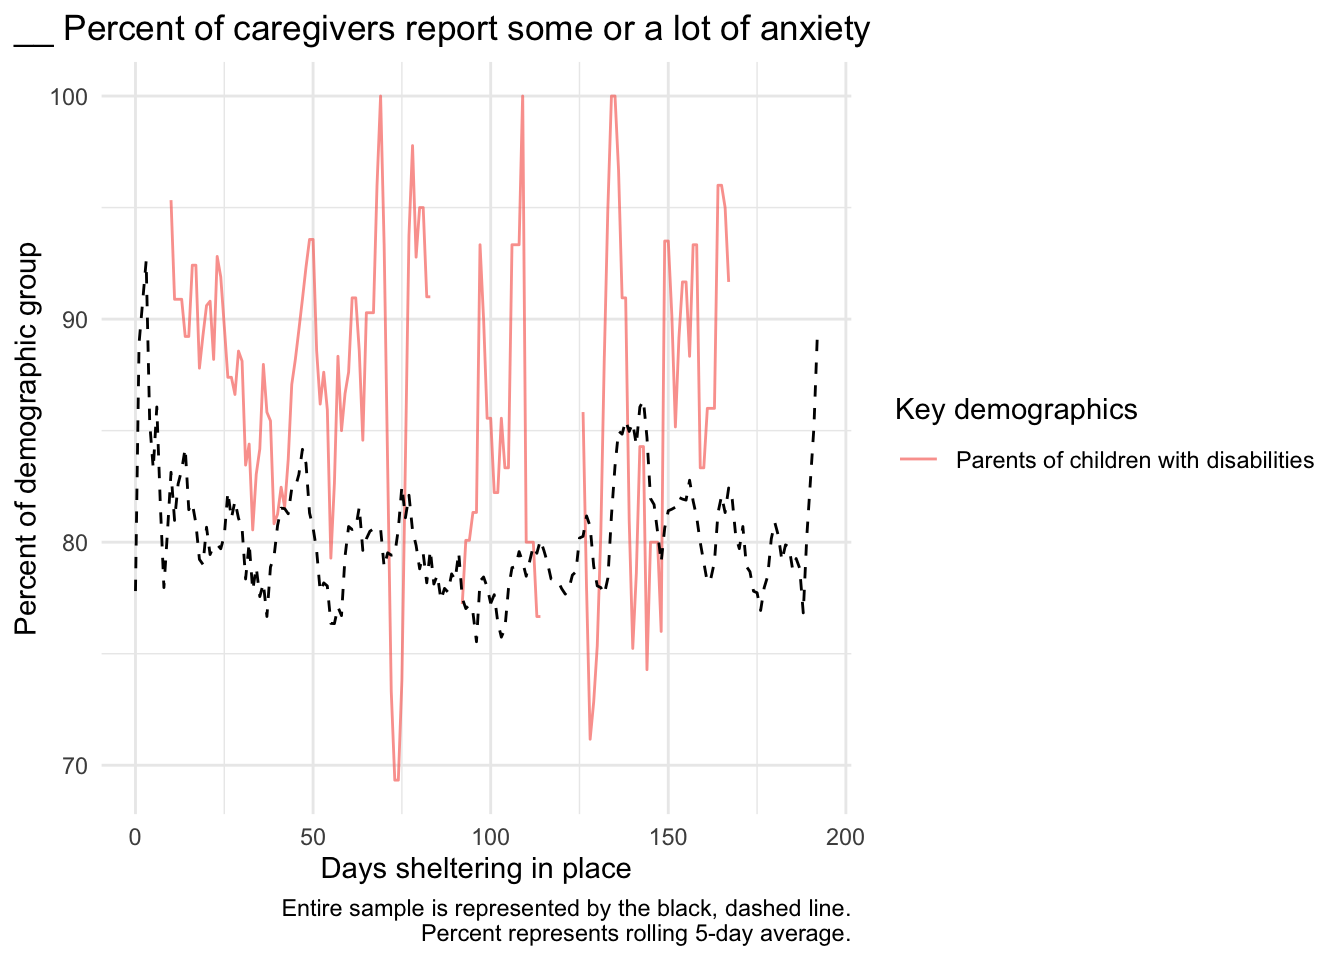 __ Percent of caregivers report some or a lot of anxiety
100
90
80
70
Percent of demographic group
0 50 100 150 200
Days sheltering in place
Key demographics
Parents of children with disabilities
Entire sample is represented by the black, dashed line.
Percent represents rolling 5-day average.